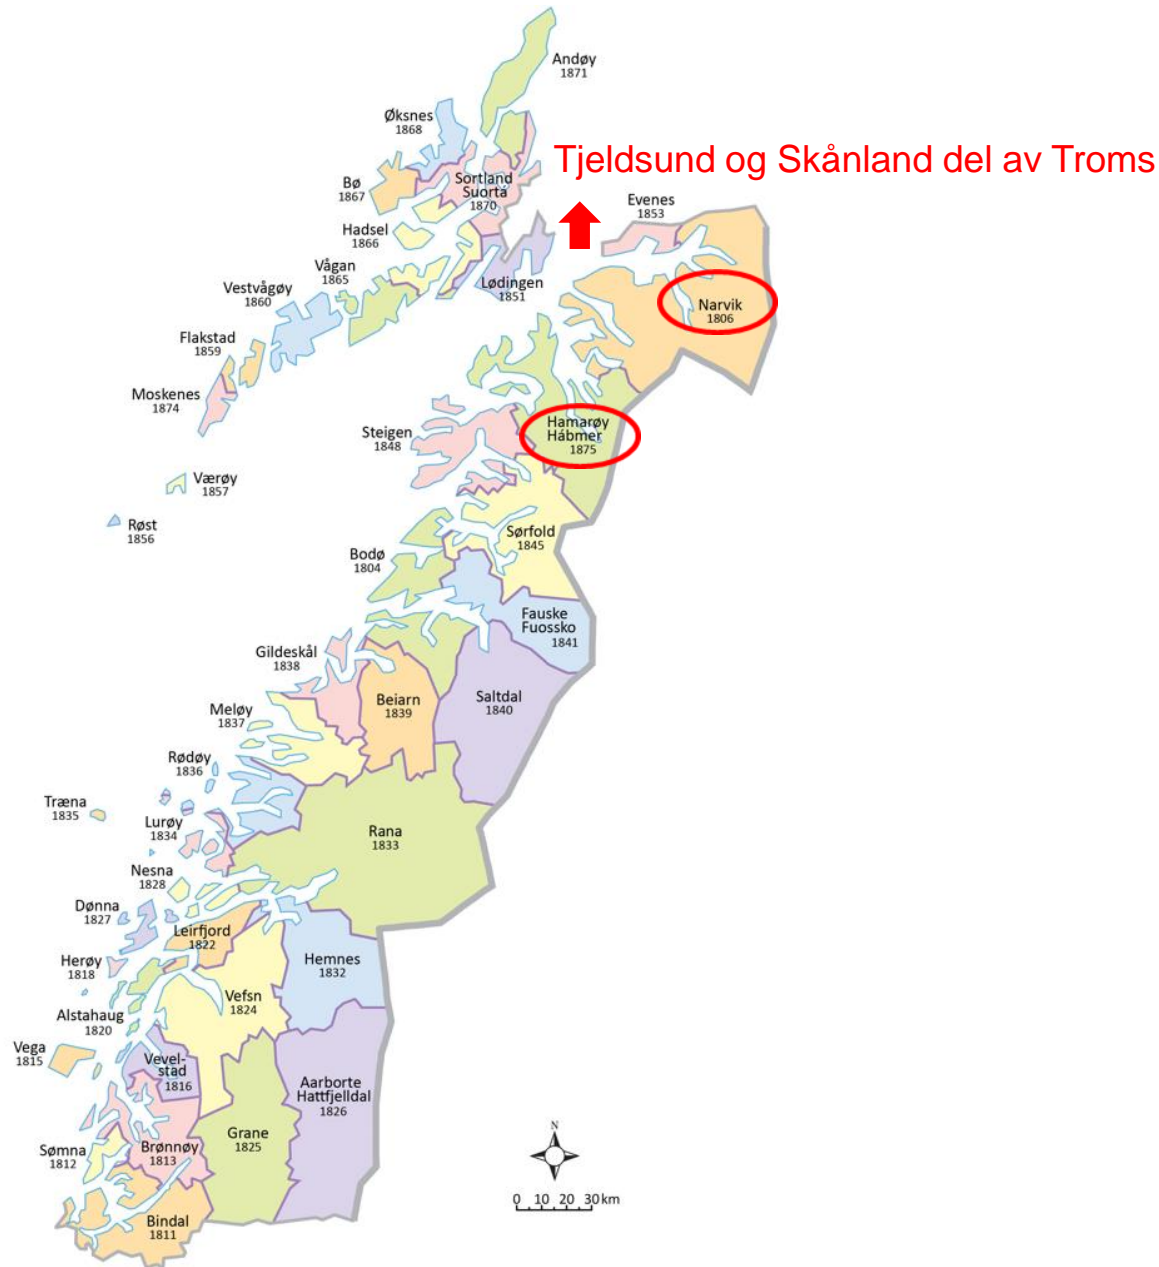 Andøy
1871
Øksnes
1868
Tjeldsund og Skånland del av Troms
Bø
1867
Sortland
Suortá
1870
Evenes
1853
Hadsel
1866
Vågan
1865
Lødingen
1851
Vestvågøy
1860
Narvik
1806
Flakstad
1859
Moskenes
1874
Hamarøy
Hábmer
1875
Steigen
1848
Værøy
1857
Røst
1856
Sørfold
1845
Bodø
1804
Fauske
Fuossko
1841
Gildeskål
1838
Beiarn
1839
Saltdal
1840
Meløy
1837
Rødøy
1836
Træna
1835
Lurøy
1834
Rana
1833
Nesna
1828
Dønna
1827
Leirfjord
1822
Herøy
1818
Hemnes
1832
Vefsn
1824
Alstahaug
1820
Vega
1815
Vevel-
stad
1816
Aarborte
Hattfjelldal
1826
Grane
1825
Sømna
1812
Brønnøy
1813
Bindal
1811
N
0 10 20 30 km